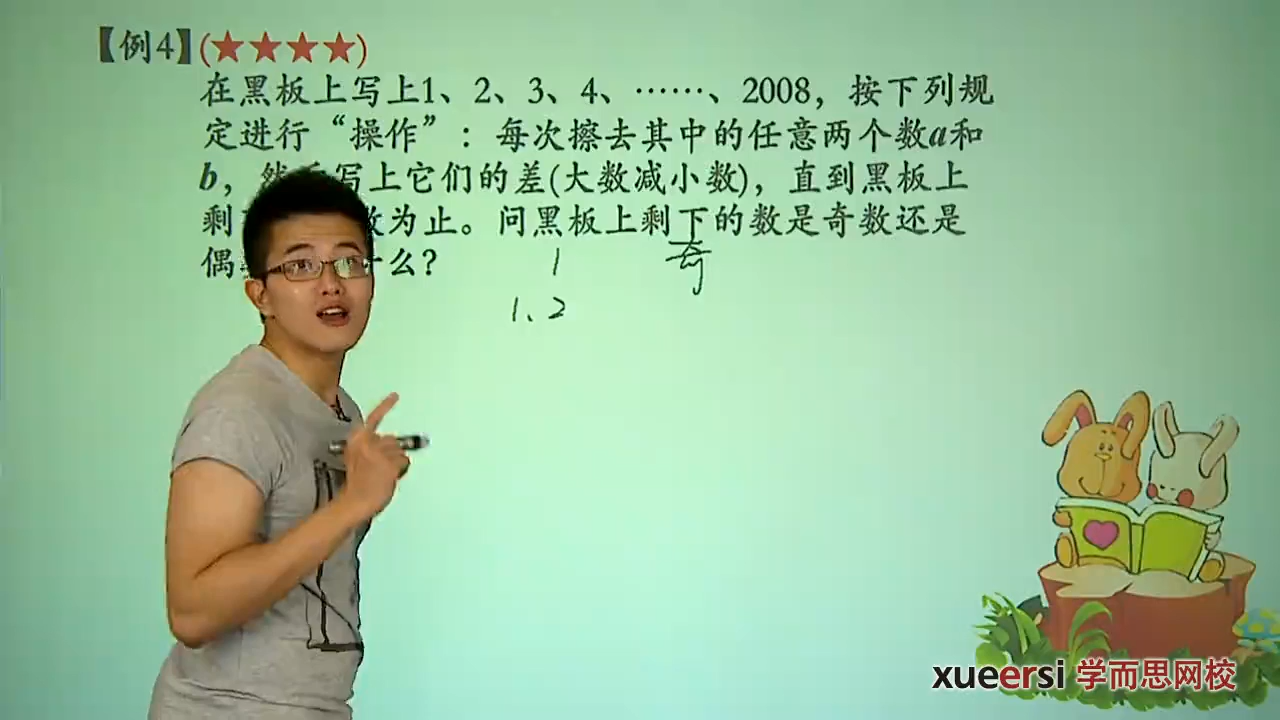 【例4】(★★★★)
在黑板上写上1、2、3、4、……、2008，按下列规
定进行“操作”：每次擦去其中的任意两个数a和
b，然后写上它们的差(大数减小数)，直到黑板上
剩 数为止。问黑板上剩下的数是奇数还是
偶 什么？
1 奇
1、2
xueersi 学而思网校